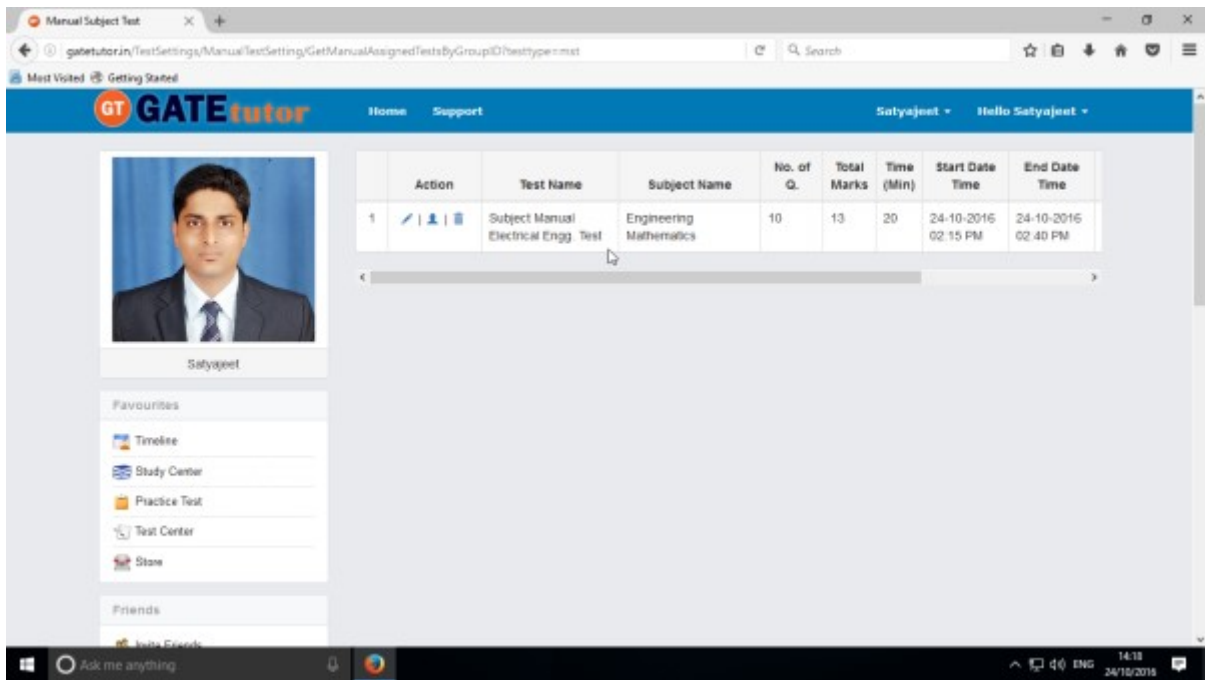 Manual Subject Test
gatetutor.in/TestSettings/ManualTestSetting/GetManualAssignedTestsByGroupID?testtype=mst
Search
Most Visited Getting Started
GT GATEtutor Home Support Satyajeet Hello Satyajeet
Action Test Name Subject Name No. of Q. Total Marks Time (Min) Start Date Time End Date Time
1 Subject Manual Electrical Engg. Test Engineering Mathematics 10 13 20 24-10-2016 02:15 PM 24-10-2016 02:40 PM
Satyajeet
Favourites
Timeline
Study Center
Practice Test
Test Center
Store
Friends
Invite Friends
Ask me anything
ENG
14:18
24/10/2016